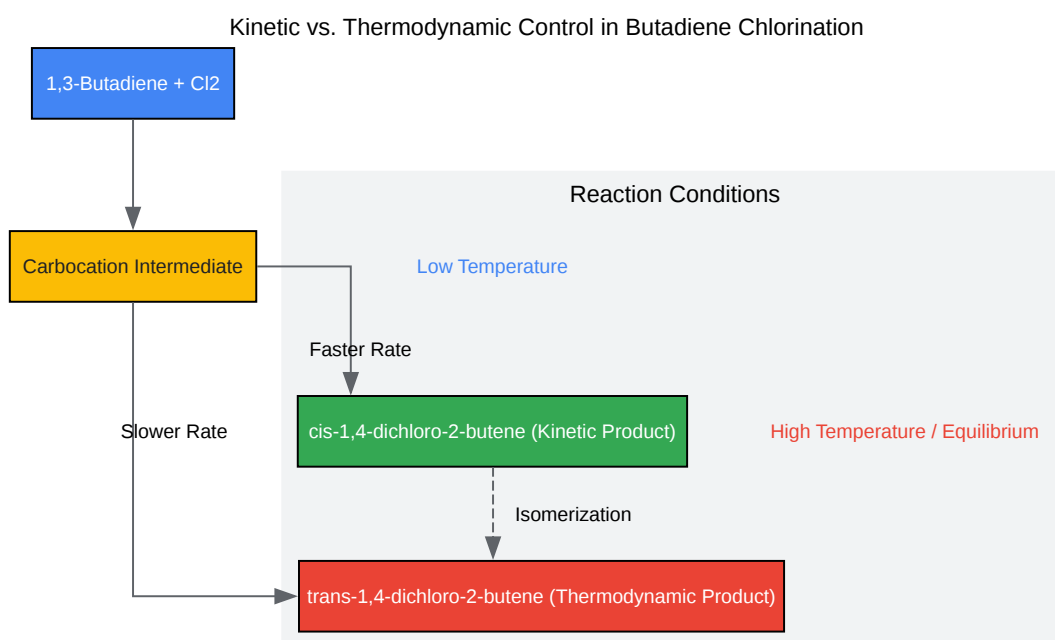 Kinetic vs. Thermodynamic Control in Butadiene Chlorination
1,3-Butadiene + Cl2
Reaction Conditions
Carbocation Intermediate
Low Temperature
Faster Rate
Slower Rate
cis-1,4-dichloro-2-butene (Kinetic Product)
High Temperature / Equilibrium
Isomerization
trans-1,4-dichloro-2-butene (Thermodynamic Product)